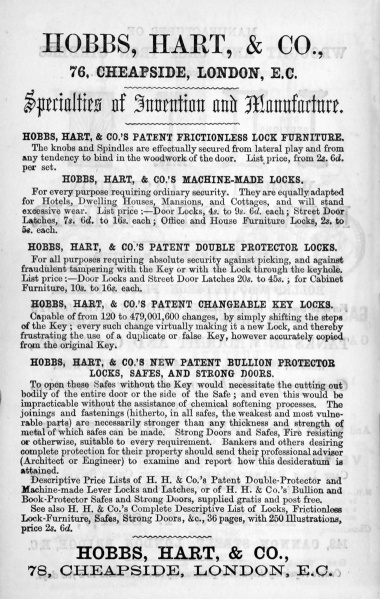 HOBBS, HART, & CO.,
76, CHEAPSIDE, LONDON, E.C.
Specialties of Invention and Manufacture.
HOBBS, HART, & CO.'S PATENT FRICTIONLESS LOCK FURNITURE.
The knobs and Spindles are effectually secured from lateral play and from
any tendency to bind in the woodwork of the door. List price, from 2s. 6d.
per set.
HOBBS, HART, & CO.'S MACHINE-MADE LOCKS.
For every purpose requiring ordinary security. They are equally adapted
for Hotels, Dwelling Houses, Mansions, and Cottages, and will stand
excessive wear. List price :—Door Locks, 4s. to 9s. 6d. each; Street Door
Latches, 7s. 6d. to 16s. each; Office and House Furniture Locks, 2s. to
5s. each.
HOBBS, HART, & CO.'S PATENT DOUBLE PROTECTOR LOCKS.
For all purposes requiring absolute security against picking, and against
fraudulent tampering with the Key or with the Lock through the keyhole.
List price :—Door Locks and Street Door Latches 20s. to 45s.; for Cabinet
Furniture, 10s. to 16s. each.
HOBBS, HART, & CO.'S PATENT CHANGEABLE KEY LOCKS.
Capable of from 120 to 479,001,600 changes, by simply shifting the steps
of the Key; every such change virtually making it a new Lock, and thereby
frustrating the use of a duplicate or false Key, however accurately copied
from the original Key.
HOBBS, HART, & CO.'S NEW PATENT BULLION PROTECTOR
LOCKS, SAFES, AND STRONG DOORS.
To open these Safes without the Key would necessitate the cutting out
bodily of the entire door or the side of the Safe; and even this would be
impracticable without the assistance of chemical softening processes. The
joinings and fastenings (hitherto, in all safes, the weakest and most vulne-
rable parts) are necessarily stronger than any thickness and strength of
metal of which safes can be made. Strong Doors and Safes, Fire resisting
or otherwise, suitable to every requirement. Bankers and others desiring
complete protection for their property should send their professional adviser
(Architect or Engineer) to examine and report how this desideratum is
attained.
Descriptive Price Lists of H. H. & Co.'s Patent Double-Protector and
Machine-made Lever Locks and Latches, or of H. H. & Co.'s Bullion and
Book-Protector Safes and Strong Doors, supplied gratis and post free.
See also H. H. & Co.'s Complete Descriptive List of Locks, Frictionless
Lock-Furniture, Safes, Strong Doors, &c., 36 pages, with 250 Illustrations,
price 2s. 6d.
HOBBS, HART, & CO.,
78, CHEAPSIDE, LONDON, E.C.